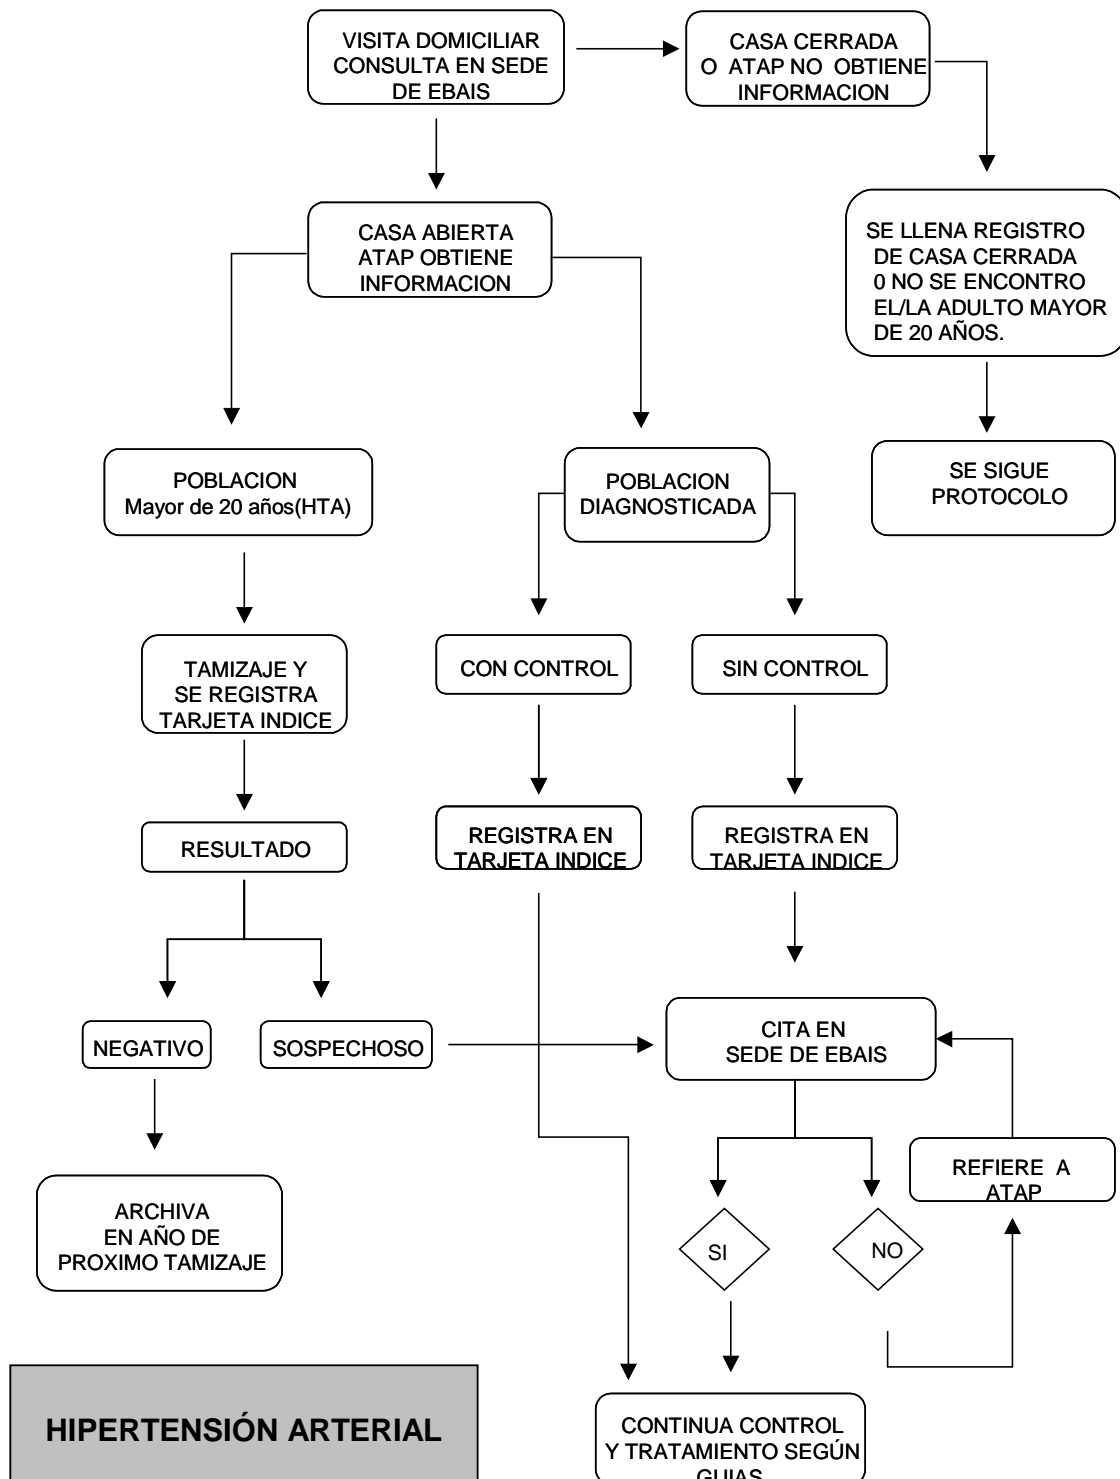 VISITA DOMICILIAR
CONSULTA EN SEDE
DE EBAIS
CASA CERRADA
O ATAP NO OBTIENE
INFORMACION
CASA ABIERTA
ATAP OBTIENE
INFORMACION
SE LLENA REGISTRO
DE CASA CERRADA
0 NO SE ENCONTRO
EL/LA ADULTO MAYOR
DE 20 AÑOS.
POBLACION
Mayor de 20 años(HTA)
POBLACION
DIAGNOSTICADA
SE SIGUE
PROTOCOLO
TAMIZAJE Y
SE REGISTRA
TARJETA INDICE
CON CONTROL
SIN CONTROL
RESULTADO
REGISTRA EN
TARJETA INDICE
REGISTRA EN
TARJETA INDICE
NEGATIVO
SOSPECHOSO
CITA EN
SEDE DE EBAIS
REFIERE A
ATAP
ARCHIVA
EN AÑO DE
PROXIMO TAMIZAJE
SI
NO
HIPERTENSIÓN ARTERIAL
CONTINUA CONTROL
Y TRATAMIENTO SEGÚN
GUIAS